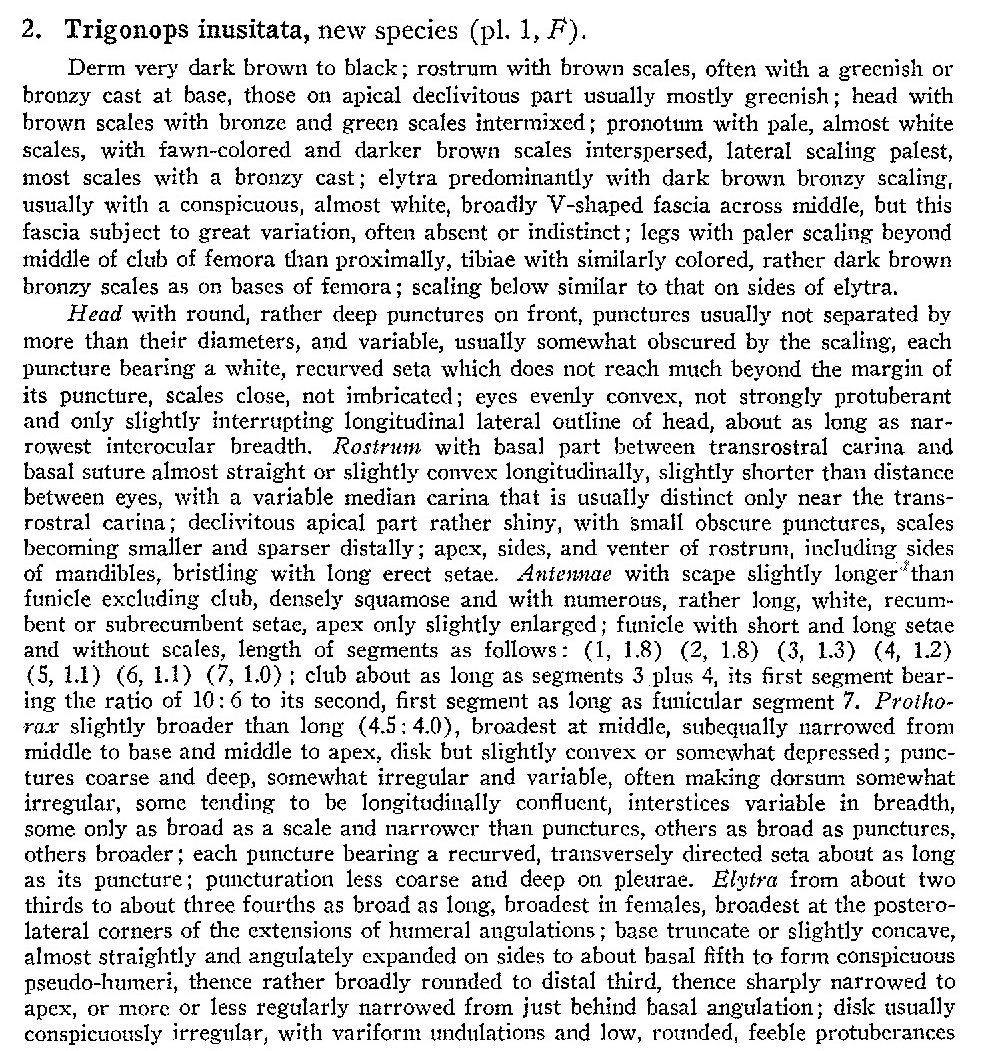 2. Trigonops inusitata, new species (pl. 1, F).
Derm very dark brown to black; rostrum with brown scales, often with a greenish or
bronzy cast at base, those on apical declivitous part usually mostly greenish; head with
brown scales with bronze and green scales intermixed; pronotum with pale, almost white
scales, with fawn-colored and darker brown scales interspersed, lateral scaling palest,
most scales with a bronzy cast; elytra predominantly with dark brown bronzy scaling,
usually with a conspicuous, almost white, broadly V-shaped fascia across middle, but this
fascia subject to great variation, often absent or indistinct; legs with paler scaling beyond
middle of club of femora than proximally, tibiae with similarly colored, rather dark brown
bronzy scales as on bases of femora; scaling below similar to that on sides of elytra.
Head with round, rather deep punctures on front, punctures usually not separated by
more than their diameters, and variable, usually somewhat obscured by the scaling, each
puncture bearing a white, recurved seta which does not reach much beyond the margin of
its puncture, scales close, not imbricated; eyes evenly convex, not strongly protuberant
and only slightly interrupting longitudinal lateral outline of head, about as long as nar-
rowest interocular breadth. Rostrum with basal part between transrostral carina and
basal suture almost straight or slightly convex longitudinally, slightly shorter than distance
between eyes, with a variable median carina that is usually distinct only near the trans-
rostral carina; declivitous apical part rather shiny, with small obscure punctures, scales
becoming smaller and sparser distally; apex, sides, and venter of rostrum, including sides
of mandibles, bristling with long erect setae. Antennae with scape slightly longer than
funicle excluding club, densely squamose and with numerous, rather long, white, recum-
bent or subrecumbent setae, apex only slightly enlarged; funicle with short and long setae
and without scales, length of segments as follows: (1, 1.8) (2, 1.8) (3, 1.3) (4, 1.2)
(5, 1.1) (6, 1.1) (7, 1.0); club about as long as segments 3 plus 4, its first segment bear-
ing the ratio of 10:6 to its second, first segment as long as funicular segment 7. Protho-
rax slightly broader than long (4.5:4.0), broadest at middle, subequally narrowed from
middle to base and middle to apex, disk but slightly convex or somewhat depressed; punc-
tures coarse and deep, somewhat irregular and variable, often making dorsum somewhat
irregular, some tending to be longitudinally confluent, interstices variable in breadth,
some only as broad as a scale and narrower than punctures, others as broad as punctures,
others broader; each puncture bearing a recurved, transversely directed seta about as long
as its puncture; puncturation less coarse and deep on pleurae. Elytra from about two
thirds to about three fourths as broad as long, broadest in females, broadest at the postero-
lateral corners of the extensions of humeral angulations; base truncate or slightly concave,
almost straightly and angulately expanded on sides to about basal fifth to form conspicuous
pseudo-humeri, thence rather broadly rounded to distal third, thence sharply narrowed to
apex, or more or less regularly narrowed from just behind basal angulation; disk usually
conspicuously irregular, with variform undulations and low, rounded, feeble protuberances